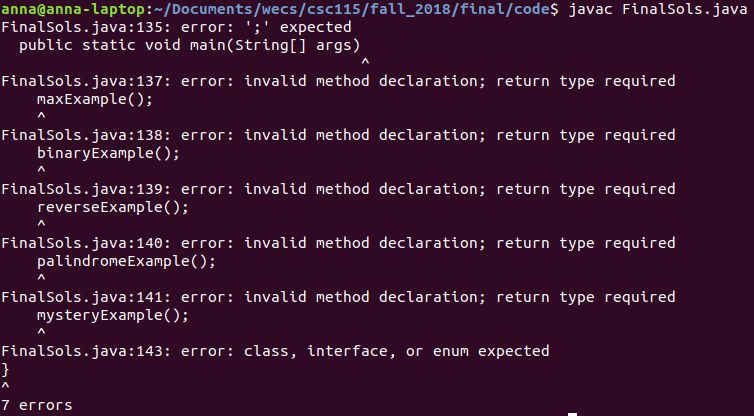 anna@anna-laptop:~/Documents/wecs/csc115/fall_2018/final/code$ javac FinalSols.java
FinalSols.java:135: error: ';' expected
  public static void main(String[] args)
                                        ^
FinalSols.java:137: error: invalid method declaration; return type required
    maxExample();
    ^
FinalSols.java:138: error: invalid method declaration; return type required
    binaryExample();
    ^
FinalSols.java:139: error: invalid method declaration; return type required
    reverseExample();
    ^
FinalSols.java:140: error: invalid method declaration; return type required
    palindromeExample();
    ^
FinalSols.java:141: error: invalid method declaration; return type required
    mysteryExample();
    ^
FinalSols.java:143: error: class, interface, or enum expected
}
^
7 errors